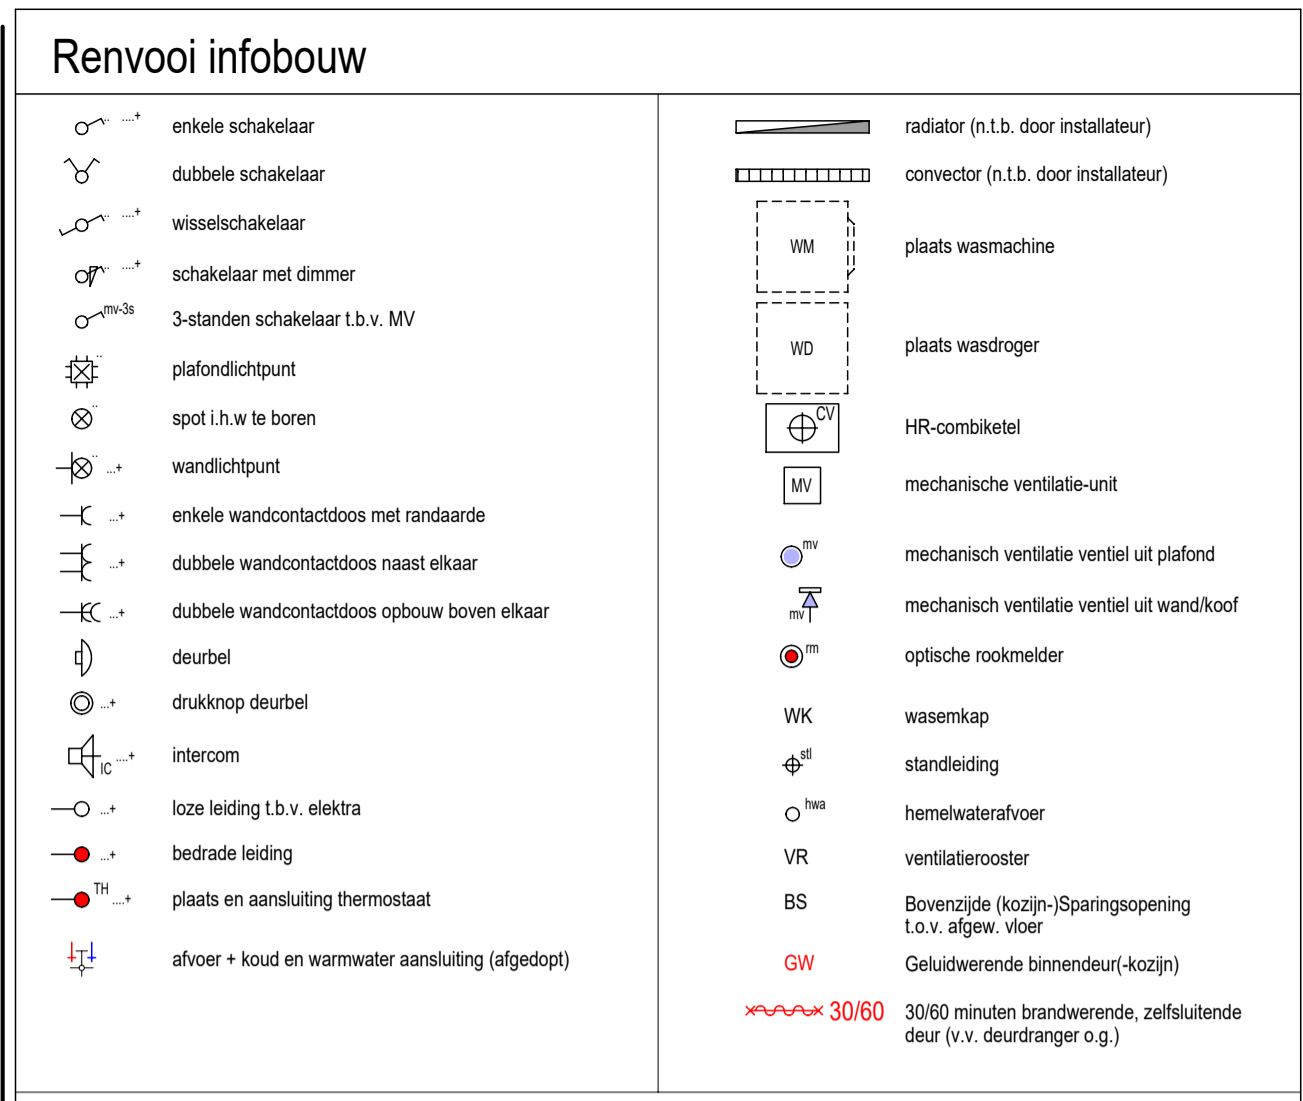 Renvooi infobouw
.. ....+ enkele schakelaar
dubbele schakelaar
.. ....+ wisselschakelaar
.. ....+ schakelaar met dimmer
mv-3s 3-standen schakelaar t.b.v. MV
.. plafondlichtpunt
.. spot i.h.w te boren
.. ...+ wandlichtpunt
...+ enkele wandcontactdoos met randaarde
...+ dubbele wandcontactdoos naast elkaar
...+ dubbele wandcontactdoos opbouw boven elkaar
deurbel
...+ drukknop deurbel
IC ....+ intercom
...+ loze leiding t.b.v. elektra
...+ bedrade leiding
TH ....+ plaats en aansluiting thermostaat
afvoer + koud en warmwater aansluiting (afgedopt)
radiator (n.t.b. door installateur)
convector (n.t.b. door installateur)
WM plaats wasmachine
WD plaats wasdroger
CV HR-combiketel
MV mechanische ventilatie-unit
mv mechanisch ventilatie ventiel uit plafond
mv mechanisch ventilatie ventiel uit wand/koof
rm optische rookmelder
WK wasemkap
stl standleiding
hwa hemelwaterafvoer
VR ventilatierooster
BS Bovenzijde (kozijn-)Sparingsopening
t.o.v. afgew. vloer
GW Geluidwerende binnendeur(-kozijn)
30/60 30/60 minuten brandwerende, zelfsluitende
deur (v.v. deurdranger o.g.)